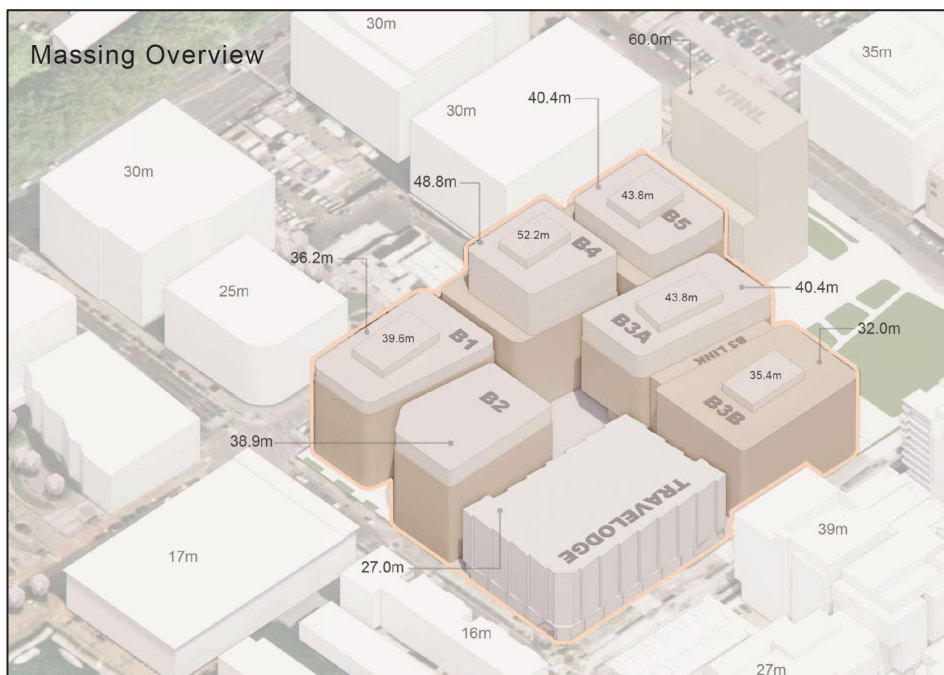 Massing Overview
30m
60.0m
35m
40.4m
30m
VHHL
30m
48.8m
43.8m
B5
52.2m
B4
36.2m
25m
43.8m
40.4m
B3A
39.6m
B1
B3 LINK
32.0m
35.4m
B3B
B2
38.9m
TRAVELODGE
39m
17m
27.0m
16m
27m